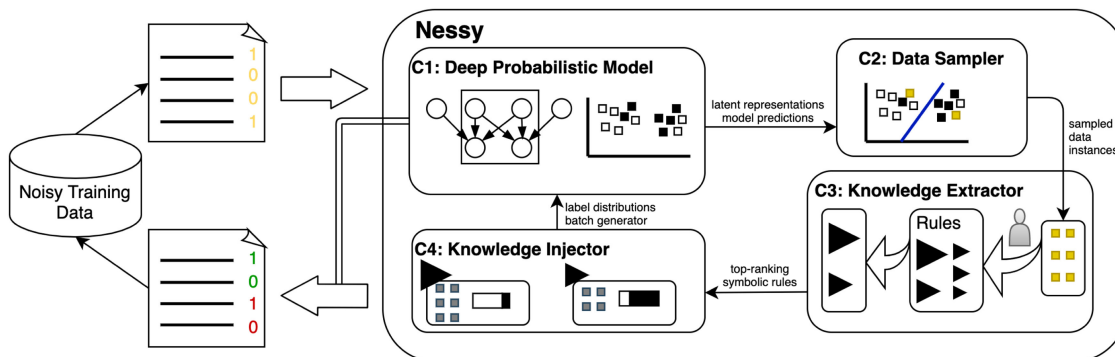 Noisy Training
Data
1
0
0
1
1
0
1
0
Nessy
C1: Deep Probabilistic Model
latent representations
model predictions
C2: Data Sampler
sampled
data
instances
C3: Knowledge Extractor
Rules
top-ranking
symbolic rules
C4: Knowledge Injector
label distributions
batch generator